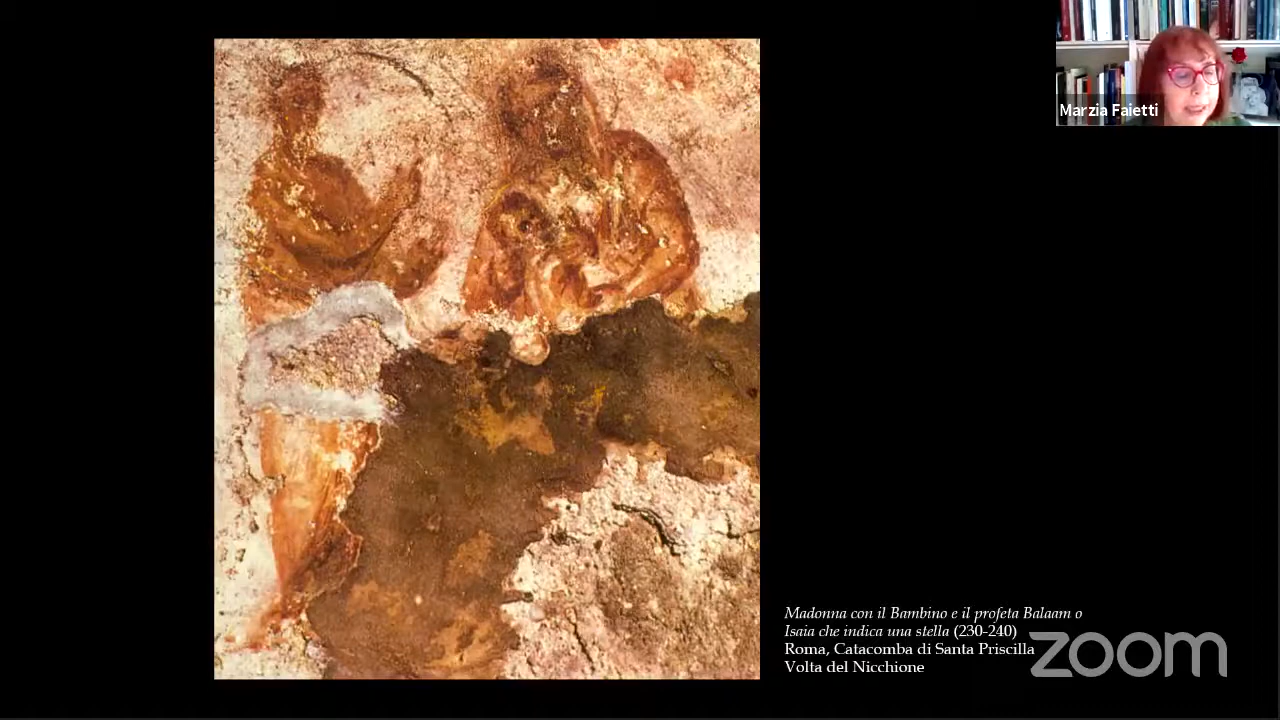 Marzia Faietti
Madonna con il Bambino e il profeta Balaam o
Isaia che indica una stella (230-240)
Roma, Catacomba di Santa Priscilla
Volta del Nicchione
zoom